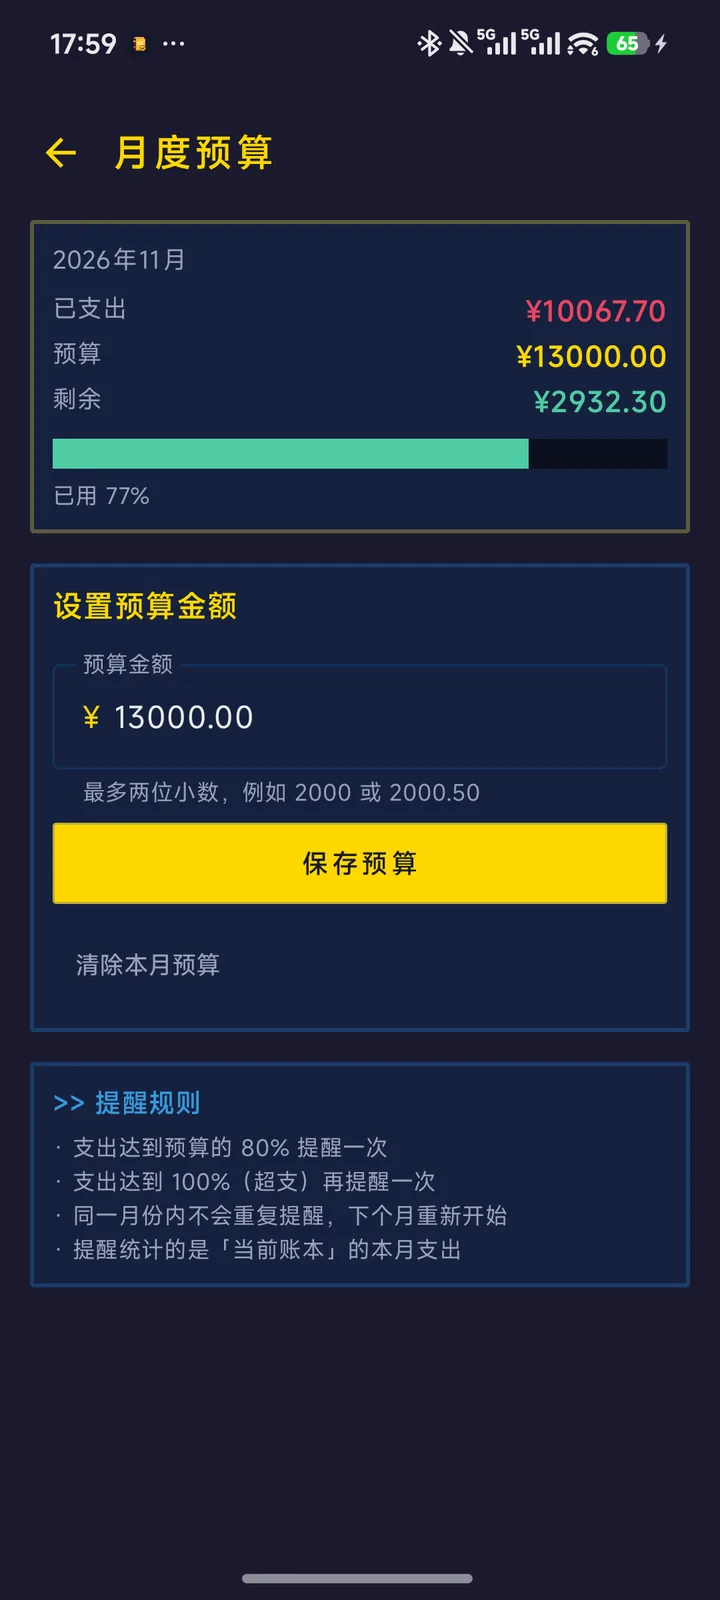 17:59 ··· 5G 5G 6 65
月度预算
2026年11月
已支出 ¥10067.70
预算 ¥13000.00
剩余 ¥2932.30
已用 77%
设置预算金额
预算金额
¥ 13000.00
最多两位小数，例如 2000 或 2000.50
保存预算
清除本月预算
>> 提醒规则
· 支出达到预算的 80% 提醒一次
· 支出达到 100%（超支）再提醒一次
· 同一月份内不会重复提醒，下个月重新开始
· 提醒统计的是「当前账本」的本月支出